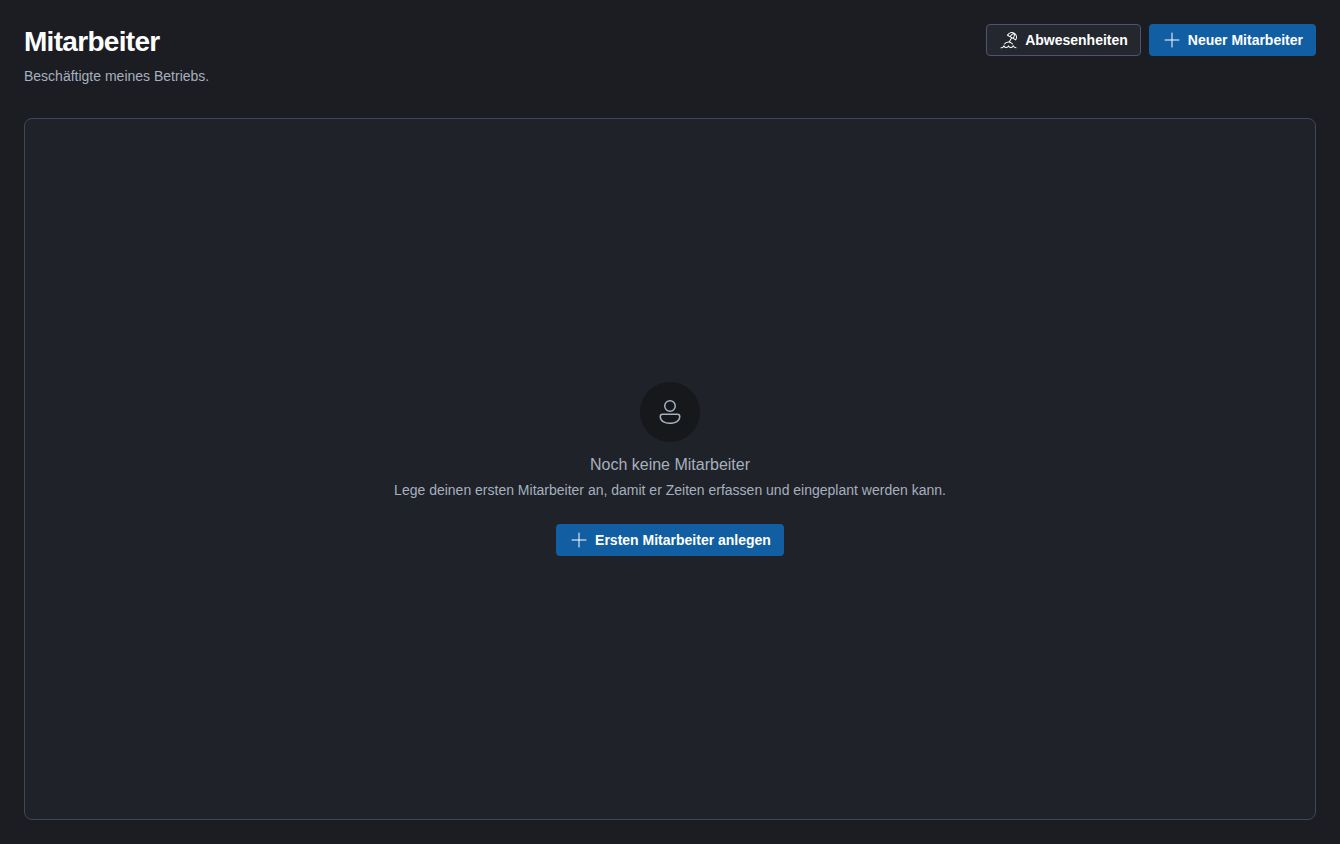 Mitarbeiter
Beschäftigte meines Betriebs.
Abwesenheiten
Neuer Mitarbeiter
Noch keine Mitarbeiter
Lege deinen ersten Mitarbeiter an, damit er Zeiten erfassen und eingeplant werden kann.
Ersten Mitarbeiter anlegen